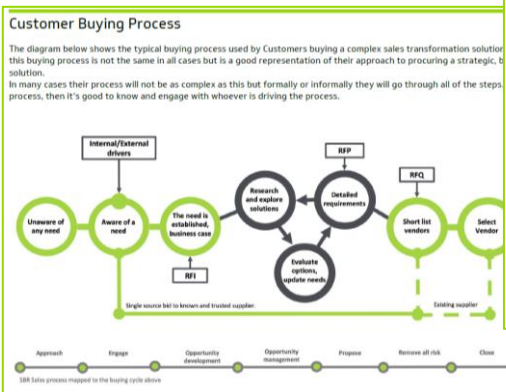 Customer Buying Process
The diagram below shows the typical buying process used by Customers buying a complex sales transformation solution
this buying process is not the same in all cases but is a good representation of their approach to procuring a strategic, b
solution.
In many cases their process will not be as complex as this but formally or informally they will go through all of the steps.
process, then it's good to know and engage with whoever is driving the process.
Internal/External
drivers
RFP
RFQ
Research
and explore
solutions
Detailed
requirements
Unaware of
any need
Aware of a
need
The need is
established,
business case
Short list
vendors
Select
Vendor
Evaluate
options,
update needs
RFI
Single source bid to known and trusted supplier.
Existing supplier
Approach
Engage
Opportunity
development
Opportunity
management
Propose
Remove all risk
Close
SBR Sales process mapped to the buying cycle above